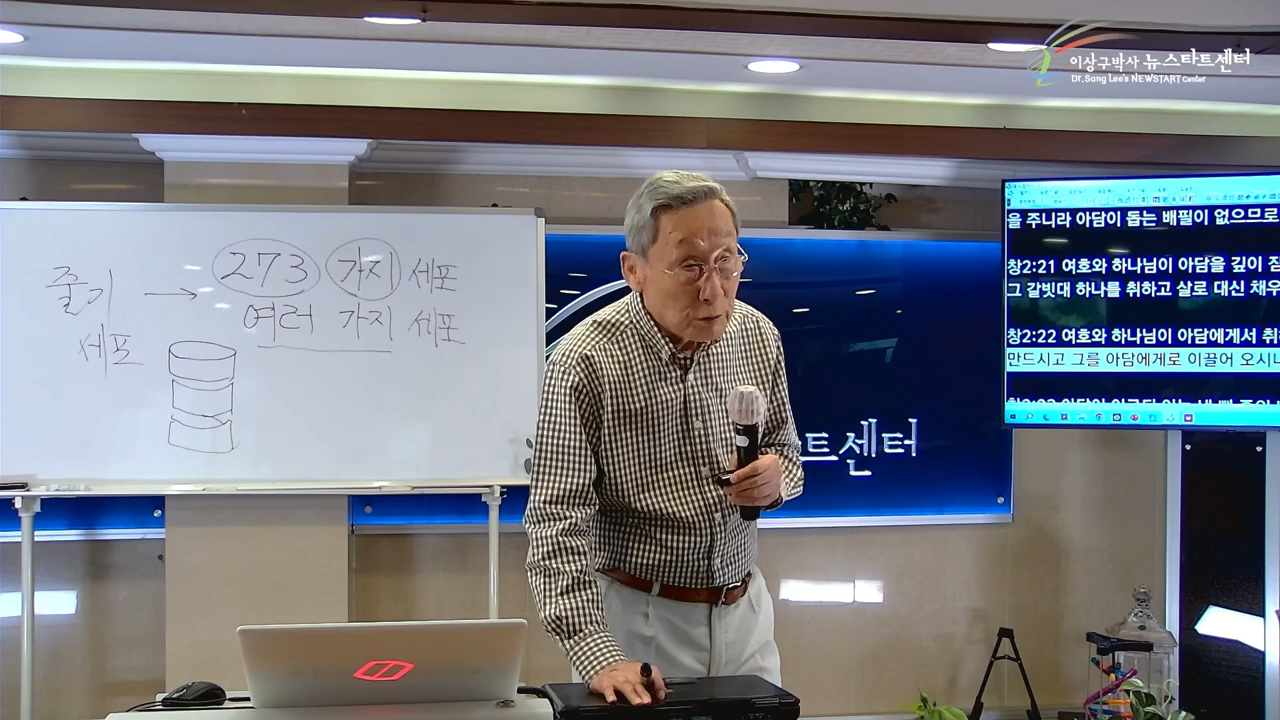 이상구박사 뉴스타트센터
Dr.Sang Lee's NEWSTART Center
줄기 → 273 가지 세포
세포 여러 가지 세포
을 주니라 아담이 돕는 배필이 없으므로
창2:21 여호와 하나님이 아담을 깊이 잠
그 갈빗대 하나를 취하고 살로 대신 채우
창2:22 여호와 하나님이 아담에게서 취
만드시고 그를 아담에게로 이끌어 오시니
트센터